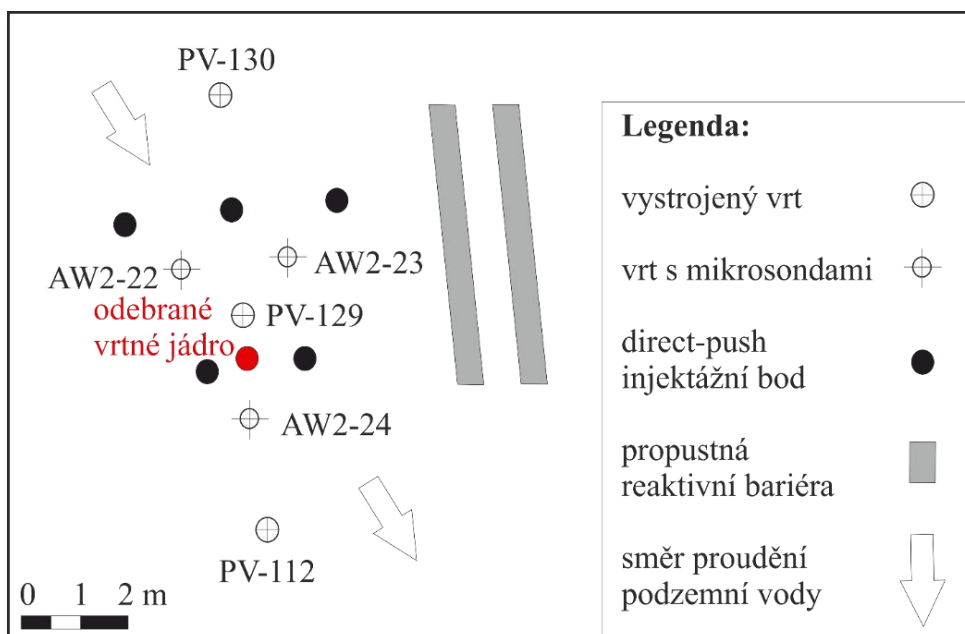 PV-130
AW2-22
AW2-23
odebrané
vrtné jádro
PV-129
AW2-24
PV-112
0 1 2 m
Legenda:
vystrojený vrt
vrt s mikrosondami
direct-push
injektážní bod
propustná
reaktivní bariéra
směr proudění
podzemní vody